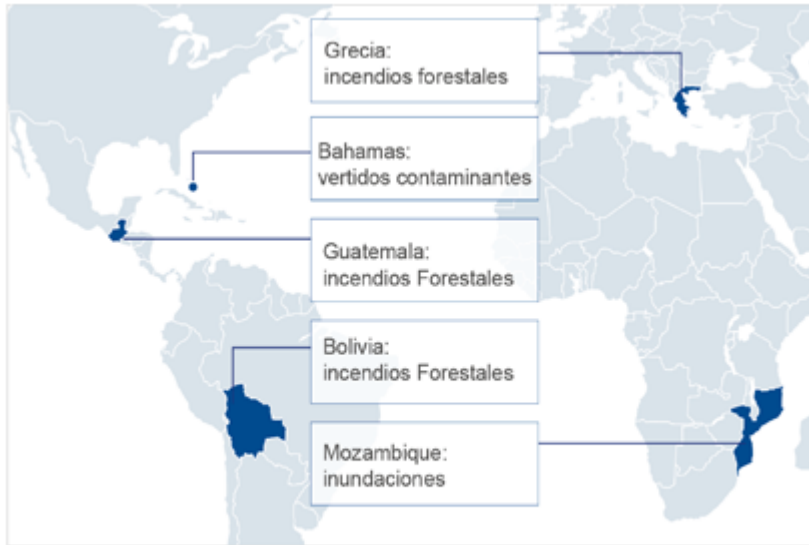 Grecia:
incendios forestales
Bahamas:
vertidos contaminantes
Guatemala:
incendios Forestales
Bolivia:
incendios Forestales
Mozambique:
inundaciones